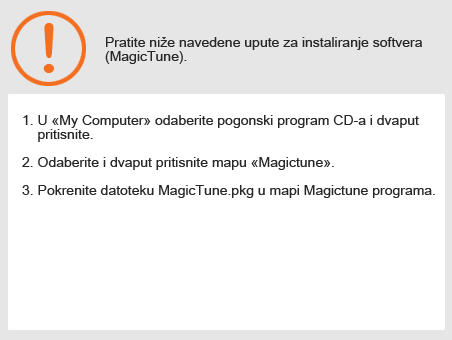 Pratite niže navedene upute za instaliranje softvera
(MagicTune).
1. U «My Computer» odaberite pogonski program CD-a i dvaput
pritisnite.
2. Odaberite i dvaput pritisnite mapu «Magictune».
3. Pokrenite datoteku MagicTune.pkg u mapi Magictune programa.